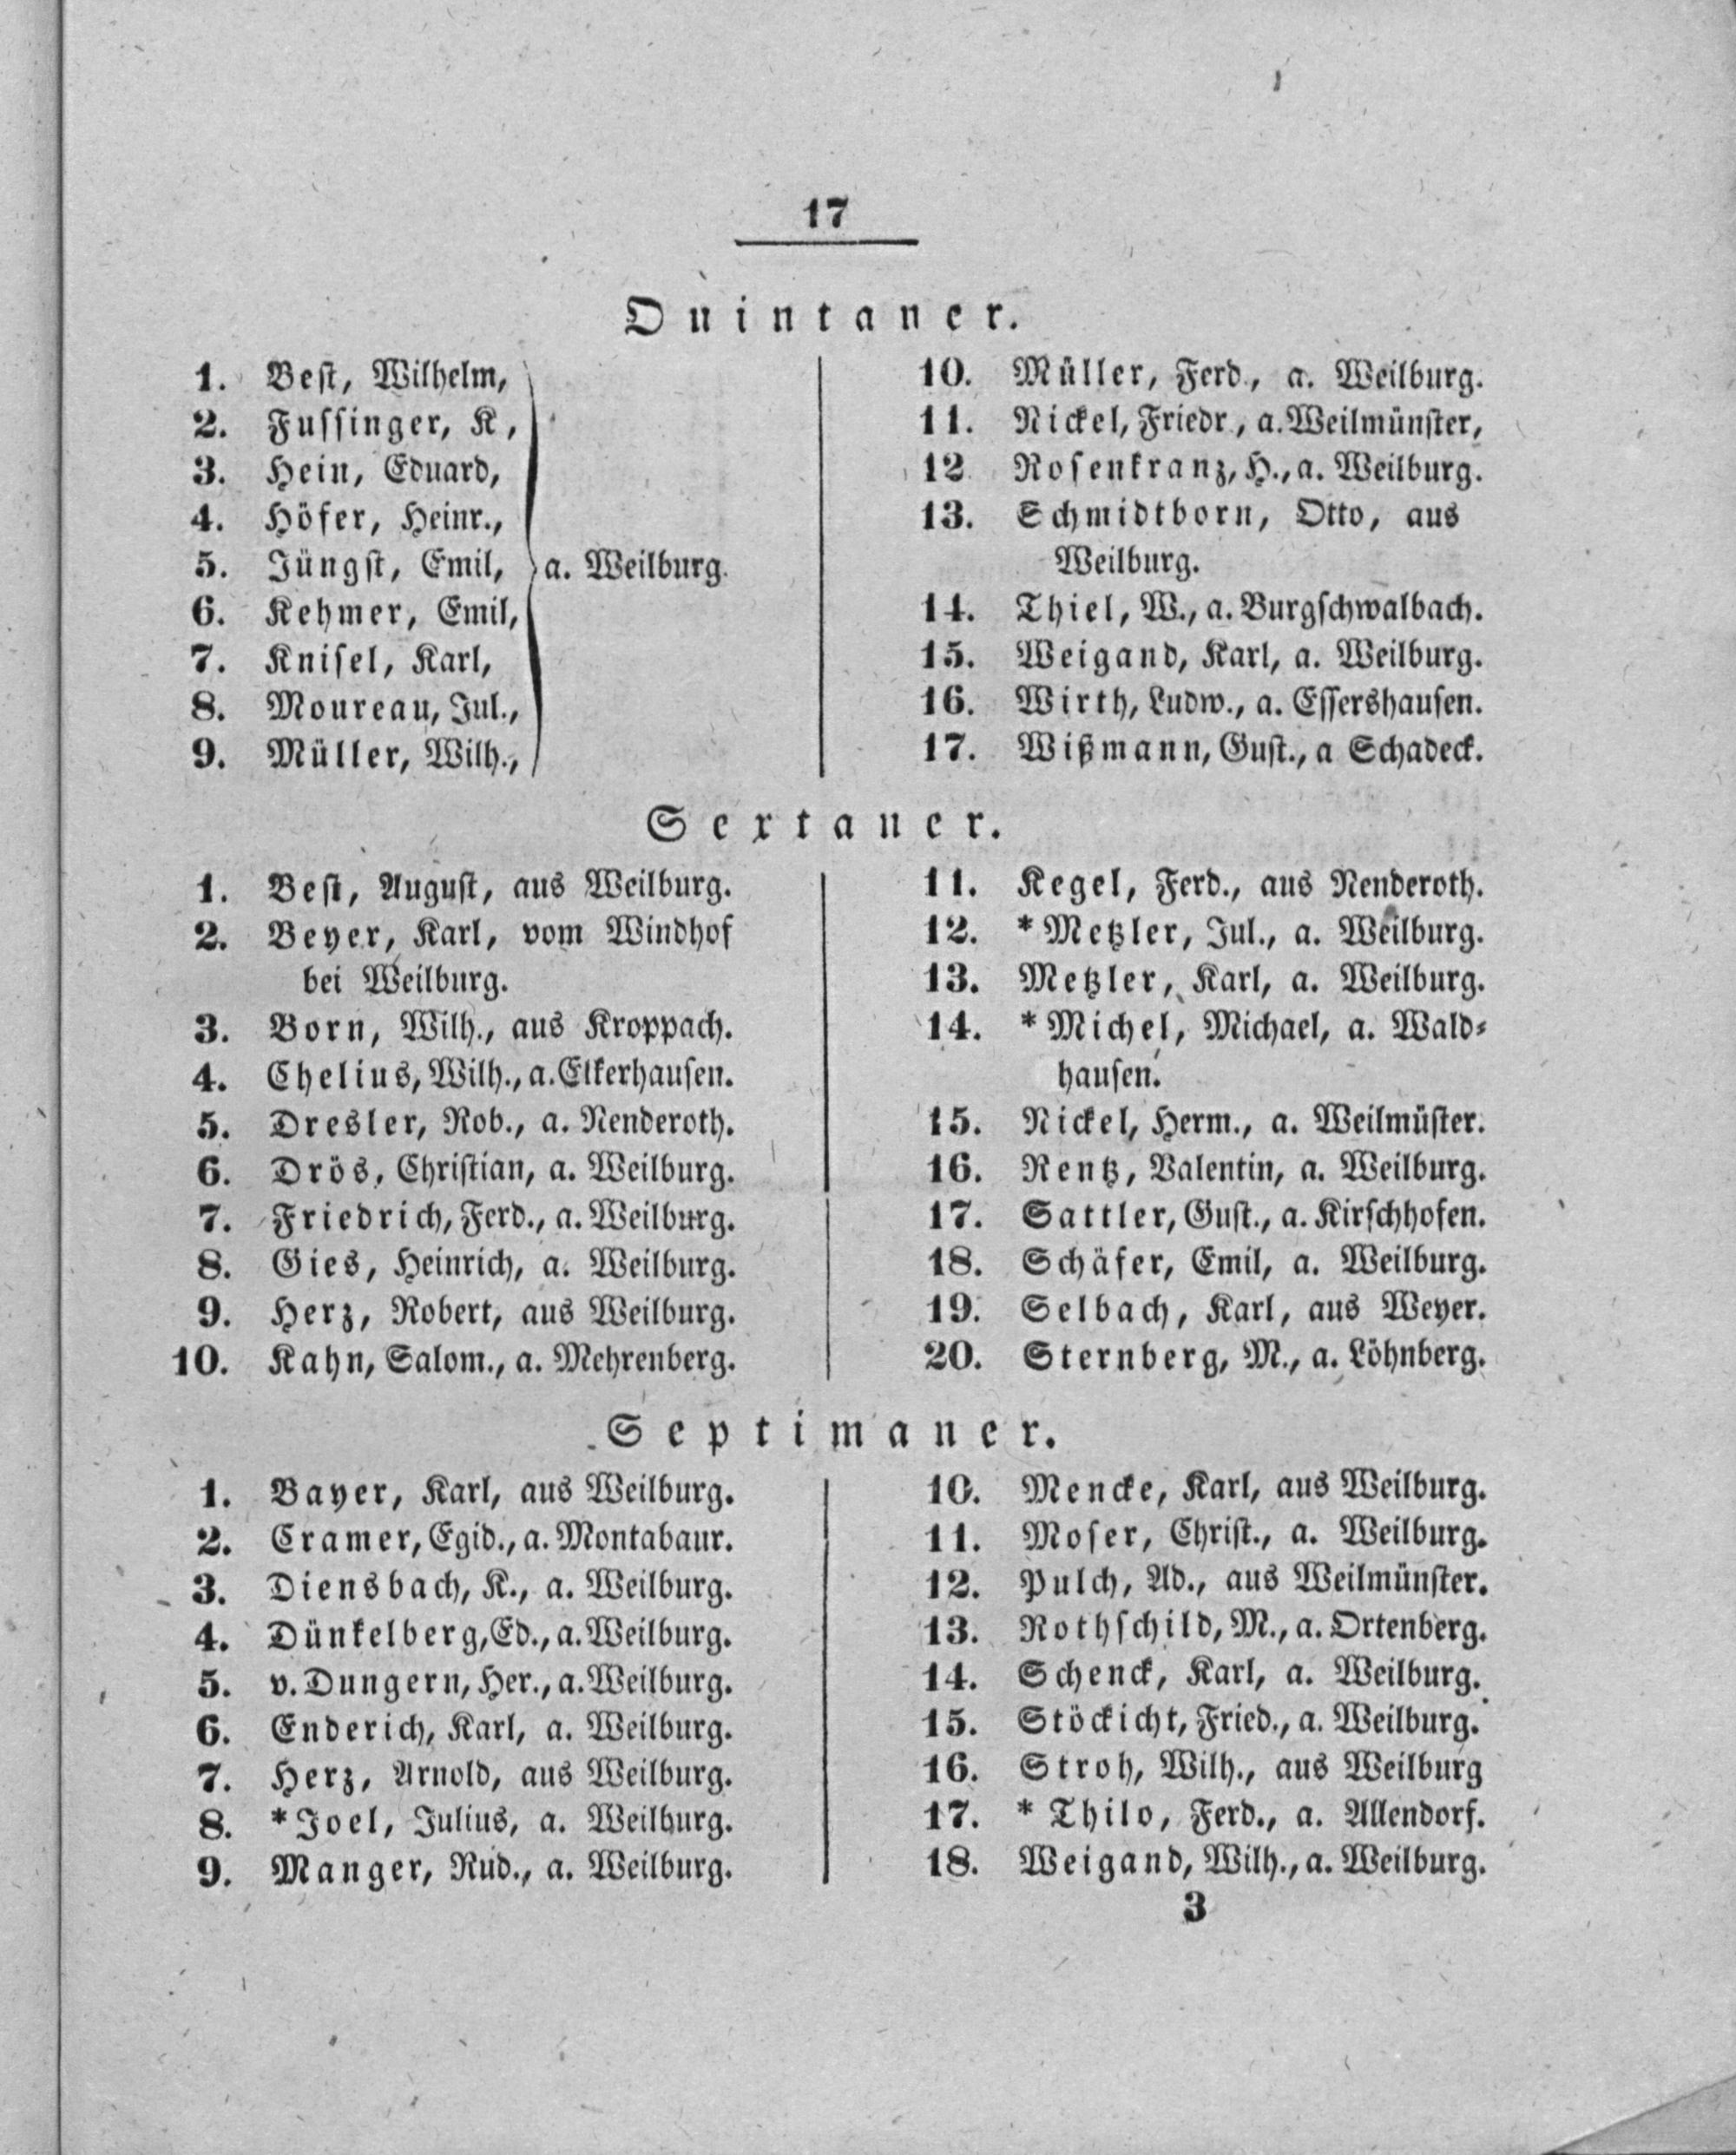 17
Quintaner.
1. Best, Wilhelm,
2. Fussinger, K,
3. Hein, Eduard,
4. Höfer, Heinr.,
5. Jüngst, Emil, a. Weilburg.
6. Kehmer, Emil,
7. Knisel, Karl,
8. Moureau, Jul.,
9. Müller, Wilh.,
10. Müller, Ferd., a. Weilburg.
11. Nickel, Friedr., a. Weilmünster,
12 Rosenkranz, H., a. Weilburg.
13. Schmidtborn, Otto, aus
Weilburg.
14. Thiel, W., a. Burgschwalbach.
15. Weigand, Karl, a. Weilburg.
16. Wirth, Ludw., a. Essershausen.
17. Wißmann, Gust., a Schadeck.
Sextaner.
1. Best, August, aus Weilburg.
2. Beyer, Karl, vom Windhof
bei Weilburg.
3. Born, Wilh., aus Kroppach.
4. Chelius, Wilh., a. Elkerhausen.
5. Dresler, Rob., a. Nenderoth.
6. Drös, Christian, a. Weilburg.
7. Friedrich, Ferd., a. Weilburg.
8. Gies, Heinrich, a. Weilburg.
9. Herz, Robert, aus Weilburg.
10. Kahn, Salom., a. Mehrenberg.
11. Kegel, Ferd., aus Nenderoth.
12. * Metzler, Jul., a. Weilburg.
13. Metzler, Karl, a. Weilburg.
14. * Michel, Michael, a. Wald-
hausen.
15. Nickel, Herm., a. Weilmüster.
16. Rentz, Valentin, a. Weilburg.
17. Sattler, Gust., a. Kirschhofen.
18. Schäfer, Emil, a. Weilburg.
19. Selbach, Karl, aus Weyer.
20. Sternberg, M., a. Löhnberg.
Septimaner.
1. Bayer, Karl, aus Weilburg.
2. Cramer, Egid., a. Montabaur.
3. Diensbach, K., a. Weilburg.
4. Dünkelberg, Ed., a. Weilburg.
5. v. Dungern, Her., a. Weilburg.
6. Enderich, Karl, a. Weilburg.
7. Herz, Arnold, aus Weilburg.
8. * Joel, Julius, a. Weilburg.
9. Manger, Rud., a. Weilburg.
10. Mencke, Karl, aus Weilburg.
11. Moser, Christ., a. Weilburg.
12. Pulch, Ad., aus Weilmünster.
13. Rothschild, M., a. Ortenberg.
14. Schenck, Karl, a. Weilburg.
15. Stöckicht, Fried., a. Weilburg.
16. Stroh, Wilh., aus Weilburg
17. * Thilo, Ferd., a. Allendorf.
18. Weigand, Wilh., a. Weilburg.
3